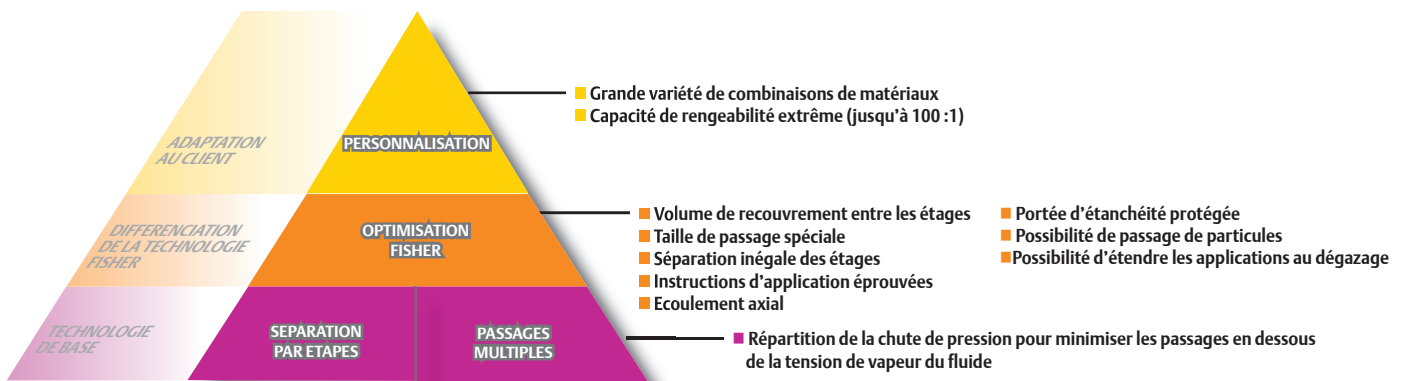 Grande variété de combinaisons de matériaux
Capacité de rengeabilité extrême (jusqu'à 100 :1)
ADAPTATION
AU CLIENT
PERSONNALISATION
DIFFERENCIATION
DE LA TECHNOLOGIE
FISHER
OPTIMISATION
FISHER
Volume de recouvrement entre les étages
Taille de passage spéciale
Séparation inégale des étages
Instructions d'application éprouvées
Ecoulement axial
Portée d'étanchéité protégée
Possibilité de passage de particules
Possibilité d'étendre les applications au dégazage
TECHNOLOGIE
DE BASE
SEPARATION
PAR ETAPES
PASSAGES
MULTIPLES
Répartition de la chute de pression pour minimiser les passages en dessous
de la tension de vapeur du fluide